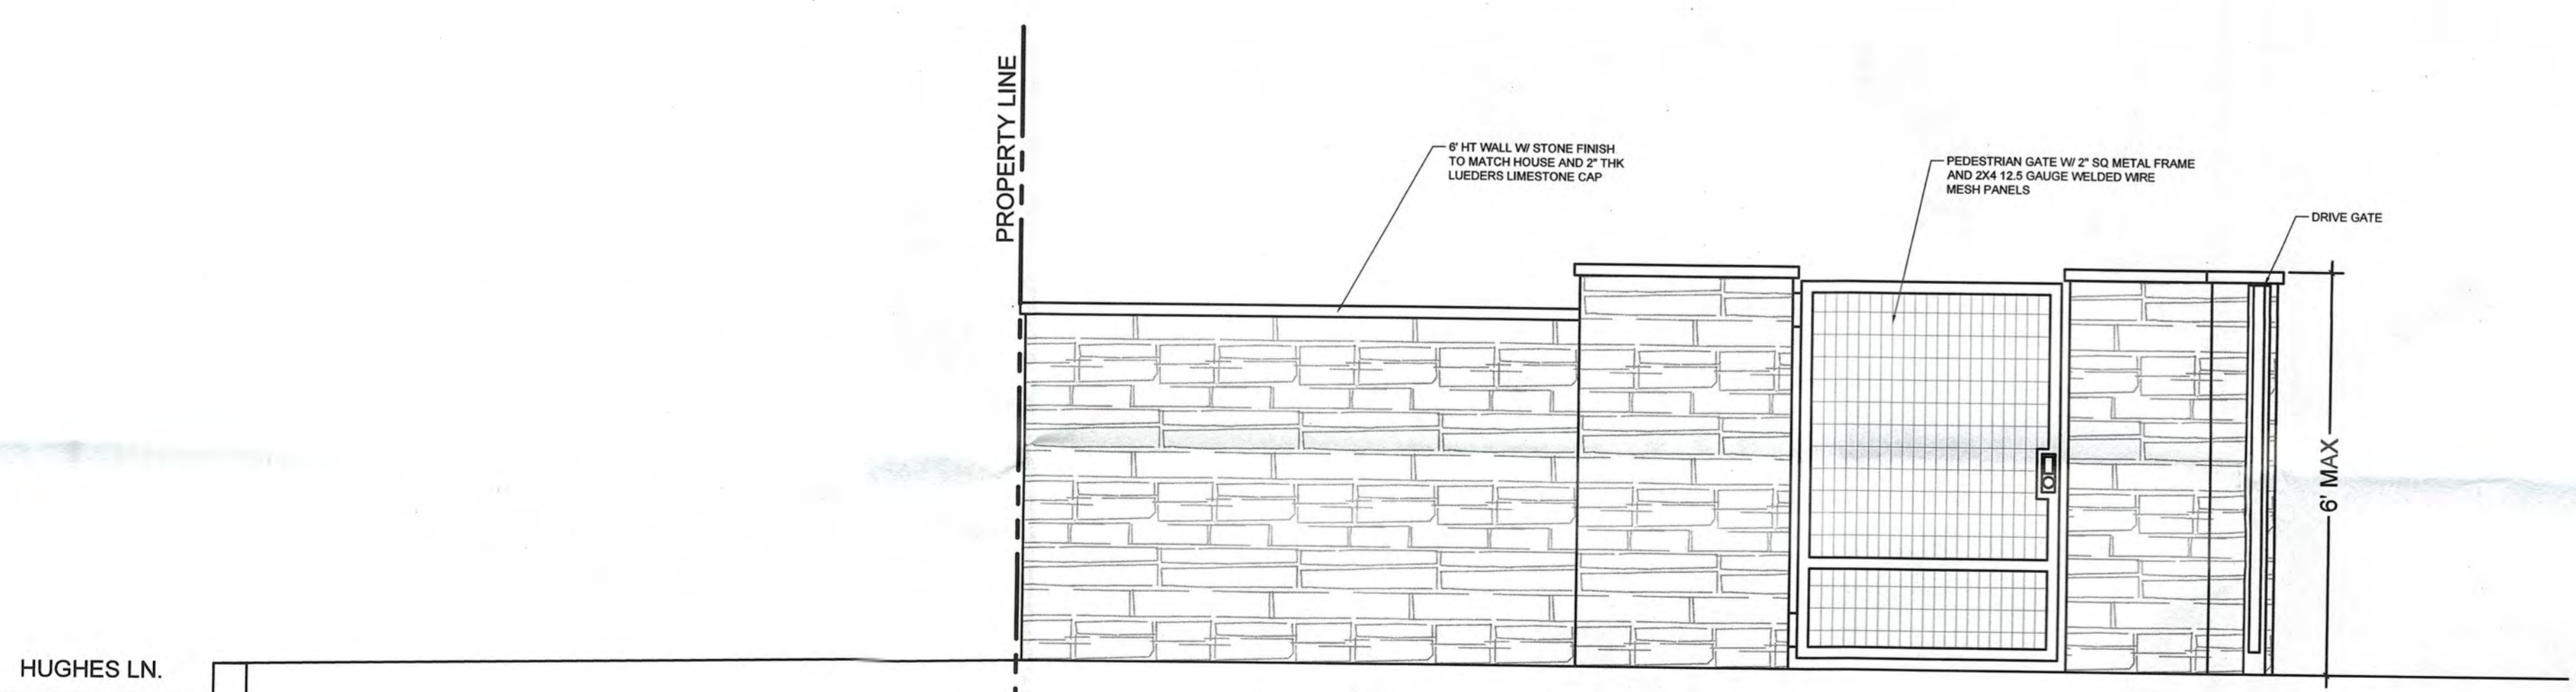 PROPERTY LINE
6' HT WALL W/ STONE FINISH
TO MATCH HOUSE AND 2" THK
LUEDERS LIMESTONE CAP
PEDESTRIAN GATE W/ 2" SQ METAL FRAME
AND 2X4 12.5 GAUGE WELDED WIRE
MESH PANELS
DRIVE GATE
6' MAX
HUGHES LN.